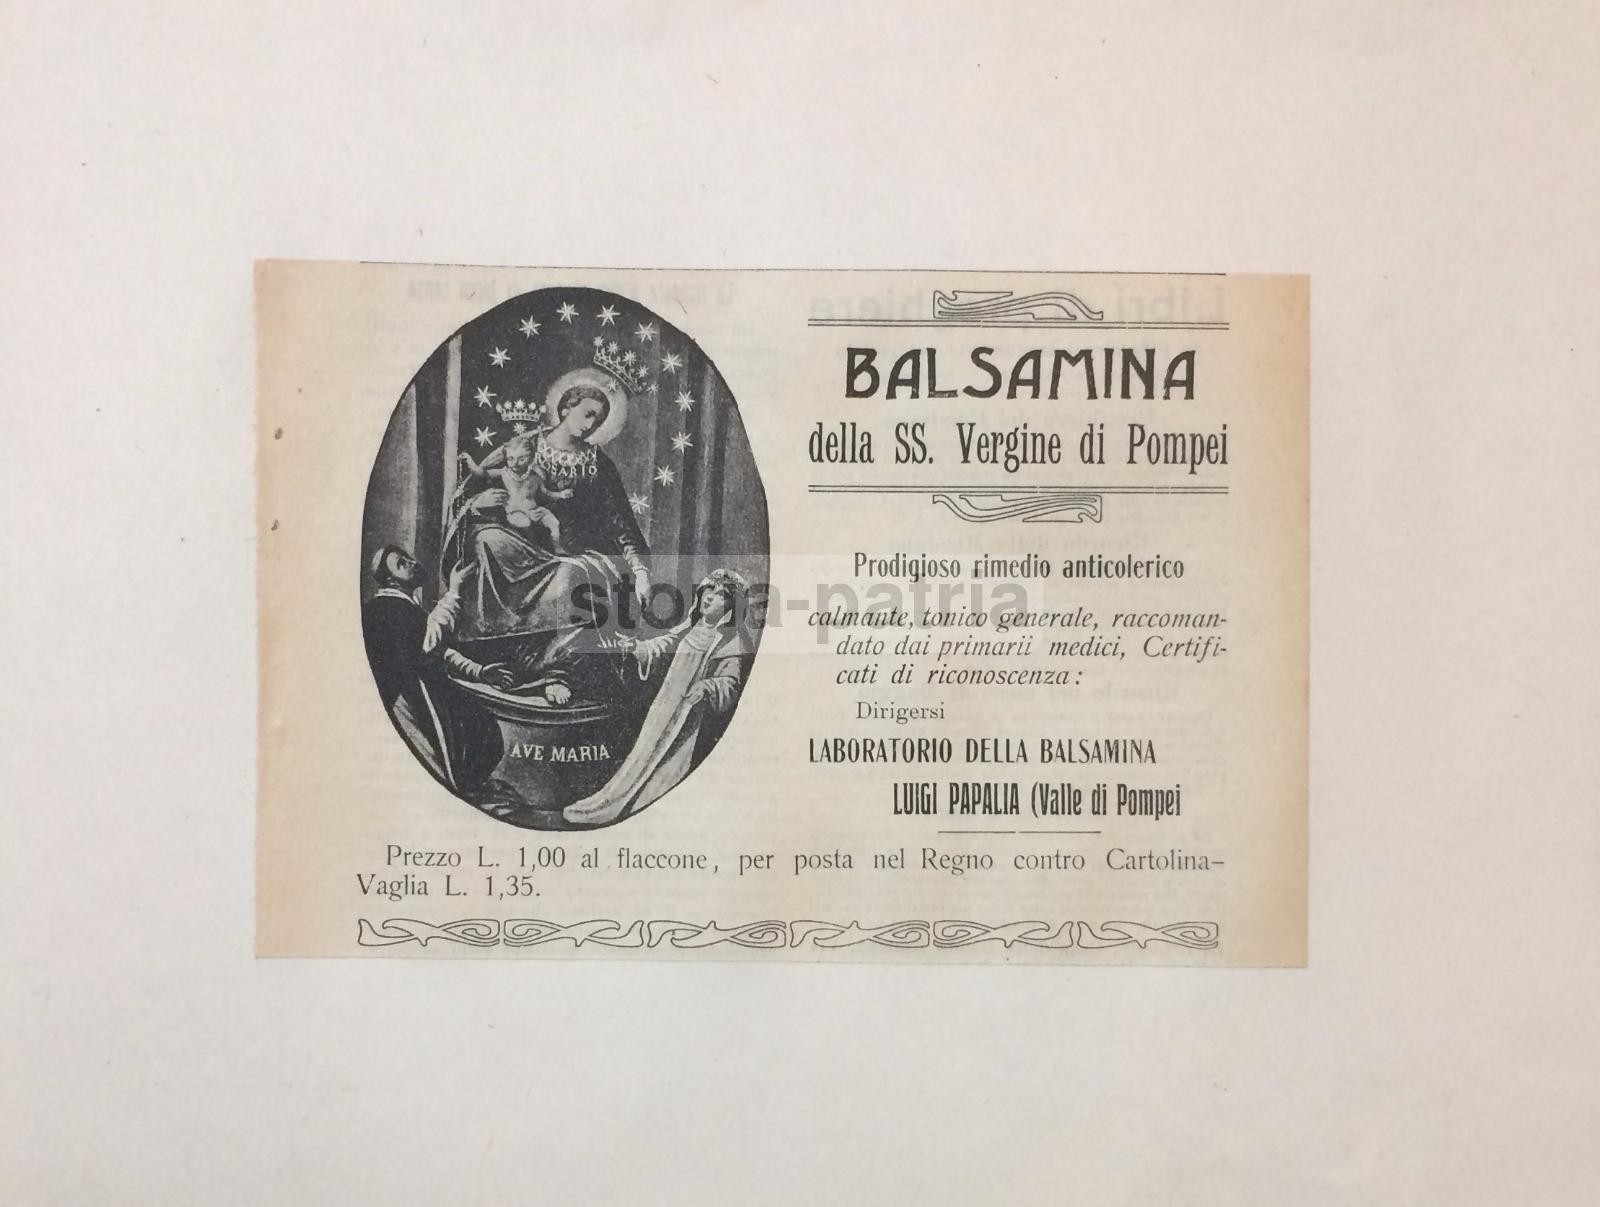 BALSAMINA
della SS. Vergine di Pompei
ROSARIO
Prodigioso rimedio anticolerico
calmante, tonico generale, raccoman-
dato dai primarii medici, Certifi-
cati di riconoscenza:
Dirigersi
LABORATORIO DELLA BALSAMINA
LUIGI PAPALIA (Valle di Pompei
AVE MARIA
Prezzo L. 1,00 al flaccone, per posta nel Regno contro Cartolina-
Vaglia L. 1,35.
storia-patria